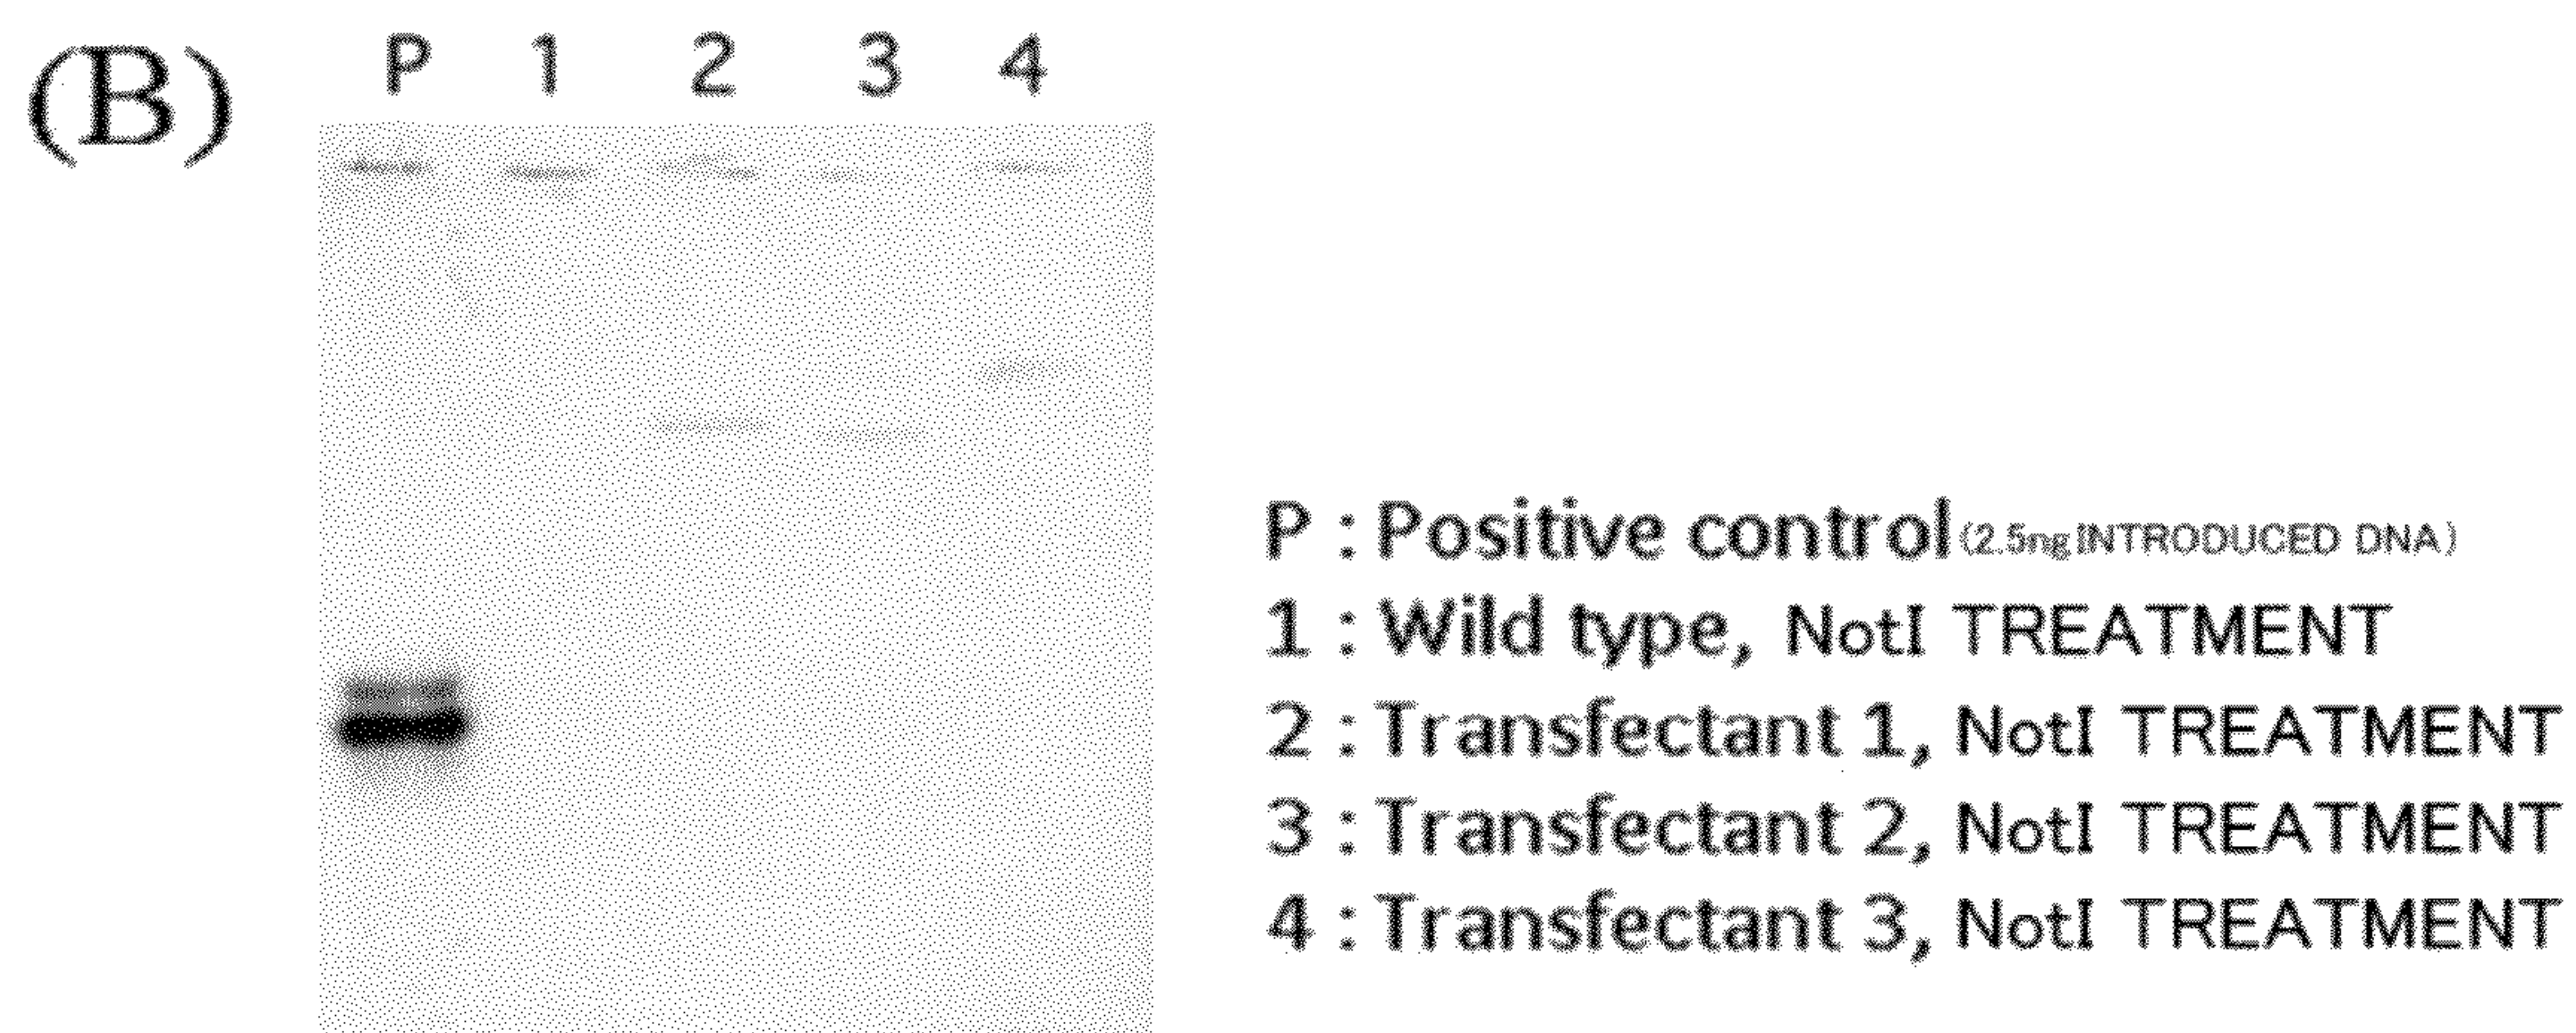 (B)
P 1 2 3 4
P : Positive control (2.5ng INTRODUCED DNA)
1 : Wild type, NotI TREATMENT
2 : Transfectant 1, NotI TREATMENT
3 : Transfectant 2, NotI TREATMENT
4 : Transfectant 3, NotI TREATMENT